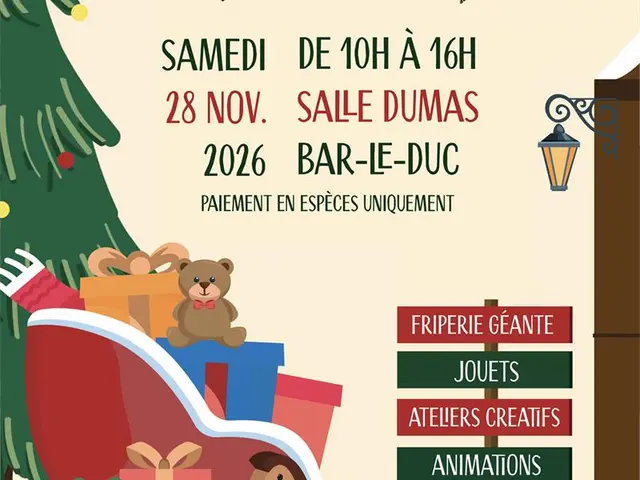 SAMEDI DE 10H À 16H
28 NOV. SALLE DUMAS
2026 BAR-LE-DUC
PAIEMENT EN ESPÈCES UNIQUEMENT
FRIPERIE GÉANTE
JOUETS
ATELIERS CREATIFS
ANIMATIONS